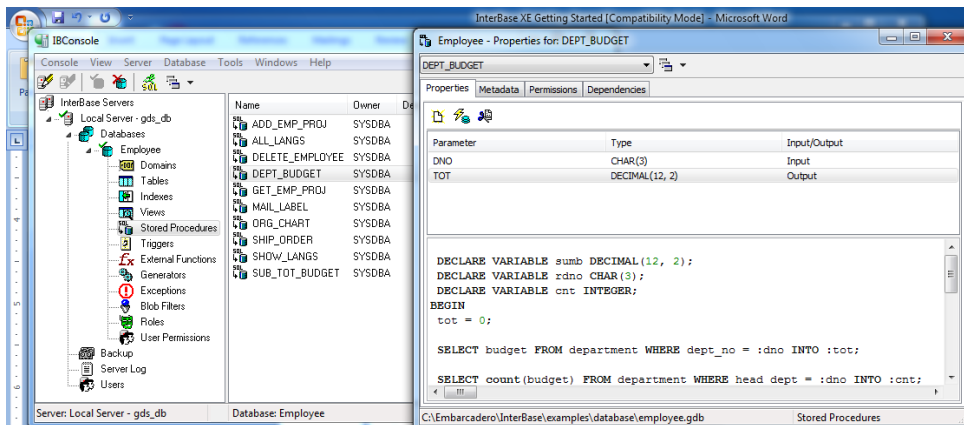 InterBase XE Getting Started [Compatibility Mode] - Microsoft Word
IBConsole
Console View Server Database Tools Windows Help
InterBase Servers
Local Server - gds_db
Databases
Employee
Domains
Tables
Indexes
Views
Stored Procedures
Triggers
External Functions
Generators
Exceptions
Blob Filters
Roles
User Permissions
Backup
Server Log
Users
Name Owner De
ADD_EMP_PROJ SYSDBA
ALL_LANGS SYSDBA
DELETE_EMPLOYEE SYSDBA
DEPT_BUDGET SYSDBA
GET_EMP_PROJ SYSDBA
MAIL_LABEL SYSDBA
ORG_CHART SYSDBA
SHIP_ORDER SYSDBA
SHOW_LANGS SYSDBA
SUB_TOT_BUDGET SYSDBA
Server: Local Server - gds_db Database: Employee
Employee - Properties for: DEPT_BUDGET
DEPT_BUDGET
Properties Metadata Permissions Dependencies
Parameter Type Input/Output
DNO CHAR(3) Input
TOT DECIMAL(12, 2) Output
DECLARE VARIABLE sumb DECIMAL(12, 2);
DECLARE VARIABLE rdno CHAR(3);
DECLARE VARIABLE cnt INTEGER;
BEGIN
tot = 0;
SELECT budget FROM department WHERE dept_no = :dno INTO :tot;
SELECT count(budget) FROM department WHERE head_dept = :dno INTO :cnt;
C:\Embarcadero\InterBase\examples\database\employee.gdb Stored Procedures